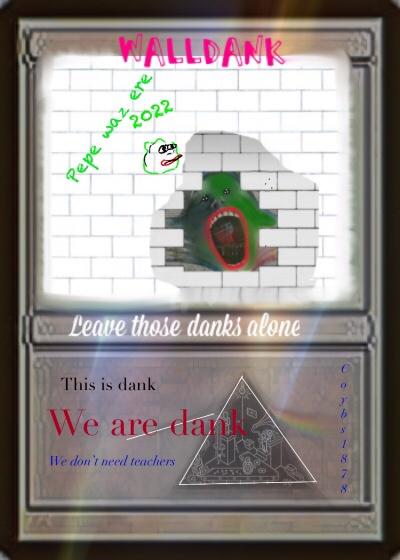 WALLDANK
Pepe waz ere
2022
Leave those danks alone
This is dank
We are dank
We don't need teachers
Coybs1878